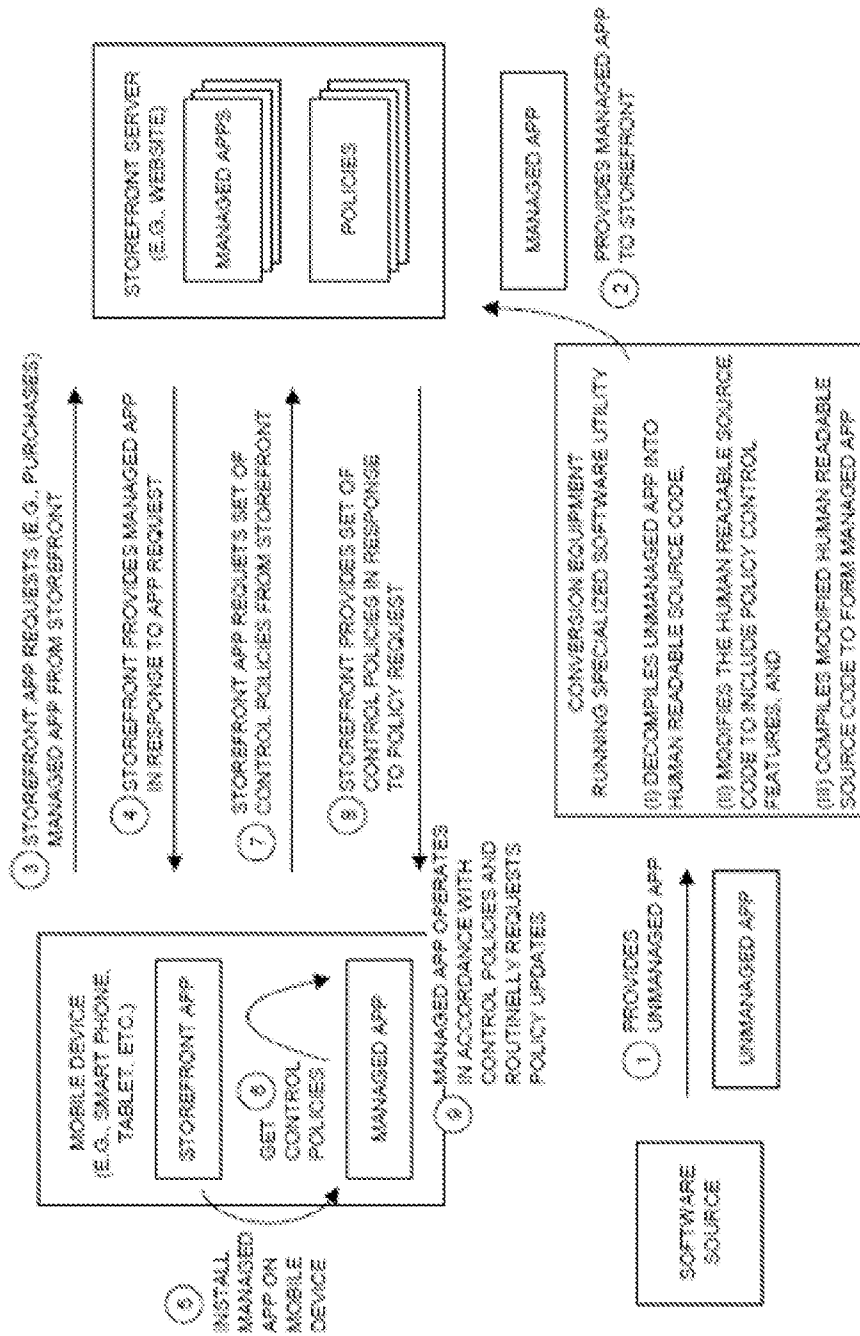 MOBILE DEVICE
(E.G., SMART PHONE,
TABLET, ETC.)
STOREFRONT APP
GET
CONTROL
POLICIES
MANAGED APP
5
INSTALL
MANAGED
APP ON
MOBILE
DEVICE
3 STOREFRONT APP REQUESTS (E.G., PURCHASES)
MANAGED APP FROM STOREFRONT
4 STOREFRONT PROVIDES MANAGED APP
IN RESPONSE TO APP REQUEST
7
STOREFRONT APP REQUETS SET OF
CONTROL POLICIES FROM STOREFRONT
8 STOREFRONT PROVIDES SET OF
CONTROL POLICIES IN RESPONSE
TO POLICY REQUEST
STOREFRONT SERVER
(E.G., WEBSITE)
MANAGED APPS
POLICIES
9
MANAGED APP OPERATES
IN ACCORDANCE WITH
CONTROL POLICIES AND
ROUTINELLY REQUESTS
POLICY UPDATES
MANAGED APP
2 PROVIDES MANAGED APP
TO STOREFRONT
SOFTWARE
SOURCE
1 PROVIDES
UNMANAGED APP
UNMANAGED APP
CONVERSION EQUIPMENT
RUNNING SPECIALIZED SOFTWARE UTILITY
(I) DECOMPILES UNMANAGED APP INTO
HUMAN READABLE SOURCE CODE,
(II) MODIFIES THE HUMAN READABLE SOURCE
CODE TO INCLUDE POLICY CONTROL
FEATURES, AND
(III) COMPILES MODIFIED HUMAN READABLE
SOURCE CODE TO FORM MANAGED APP